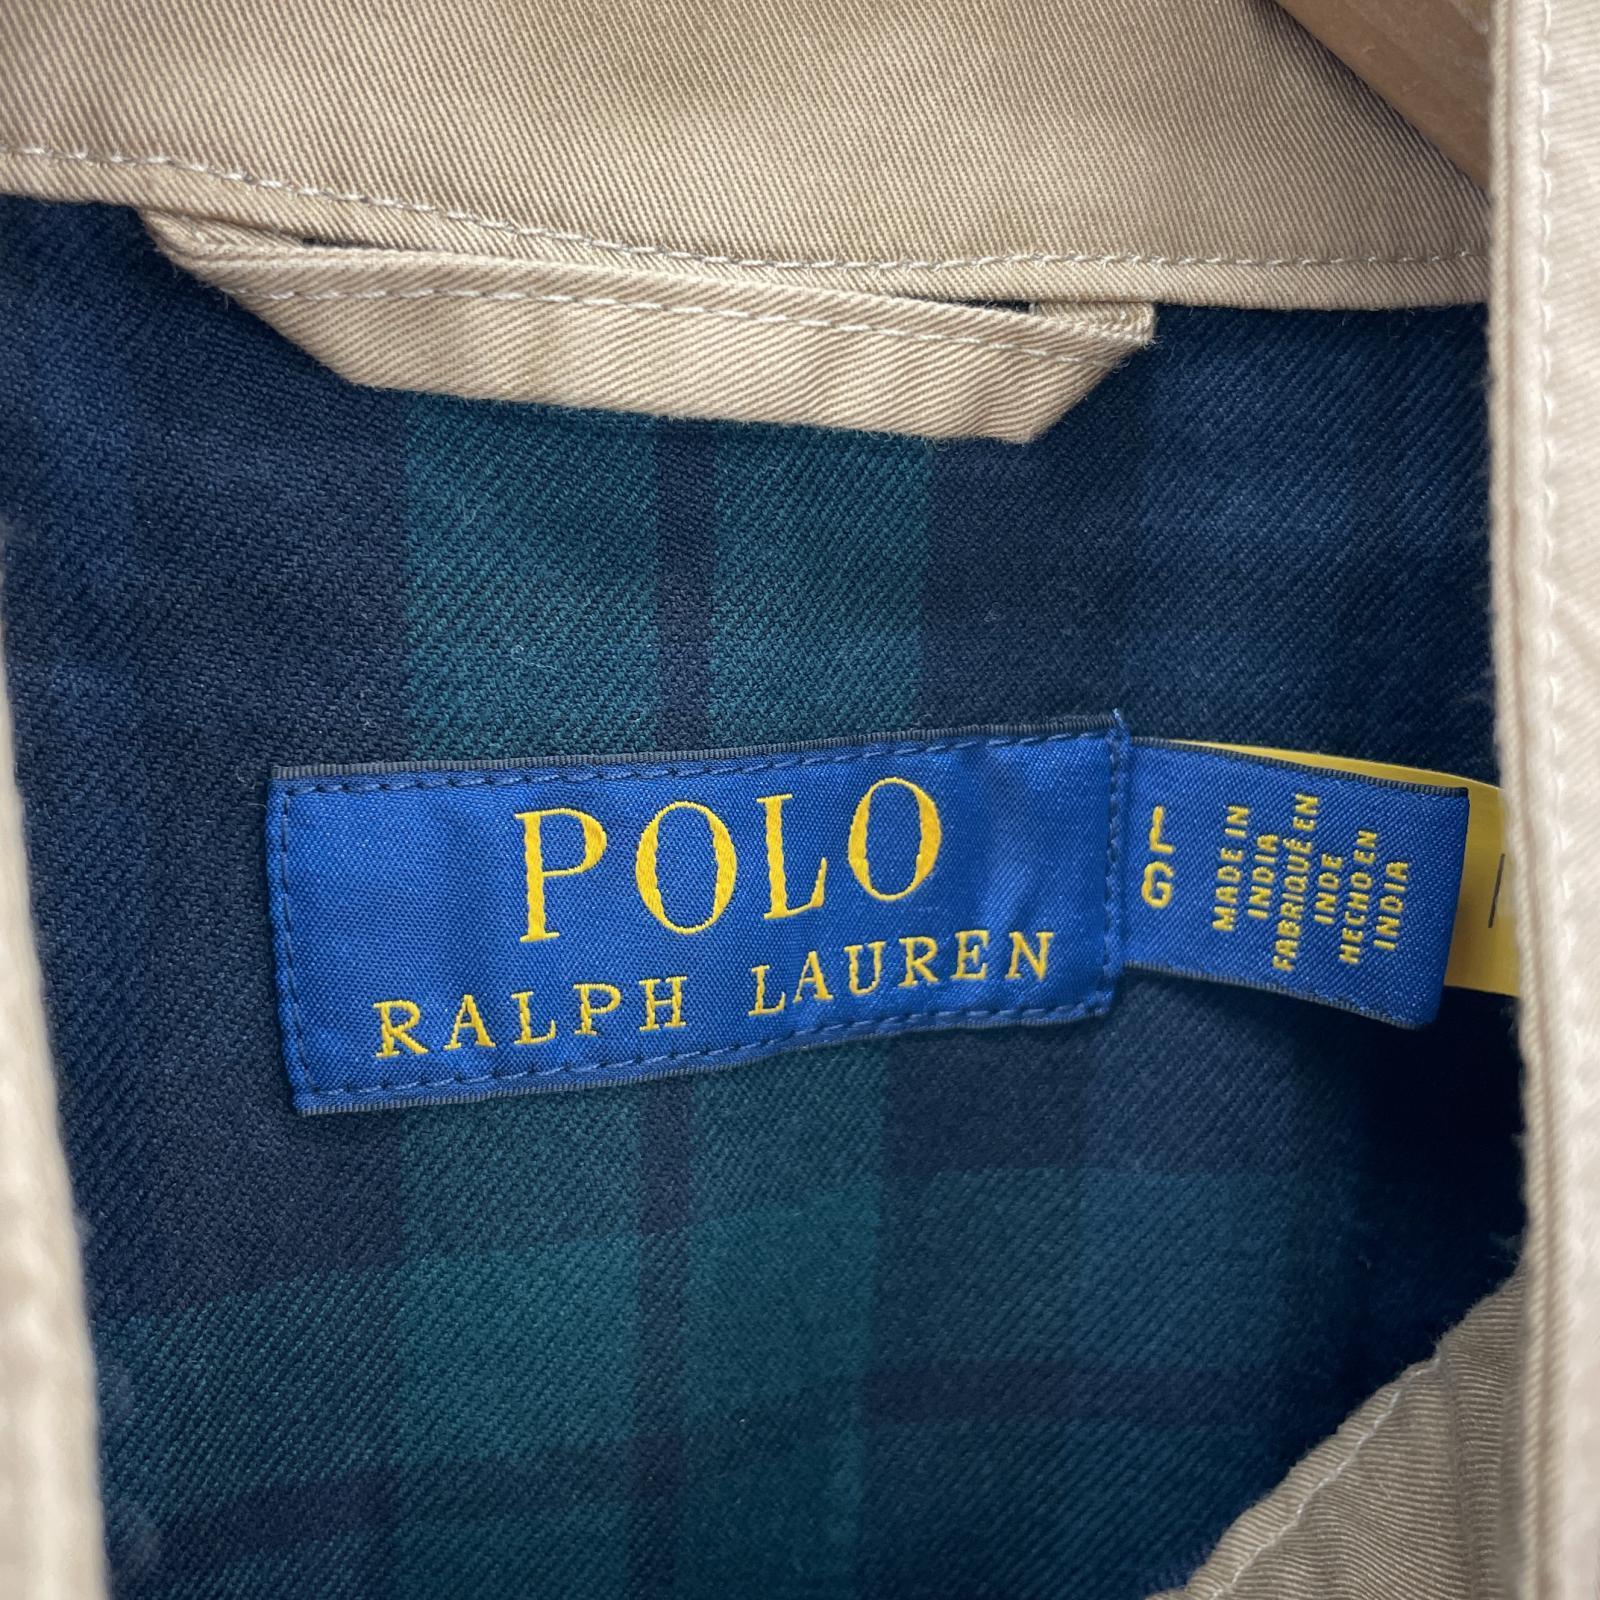 POLO
RALPH LAUREN
L
G
MADE IN
INDIA
FABRIQUÉ EN
INDE
HECHO EN
INDIA